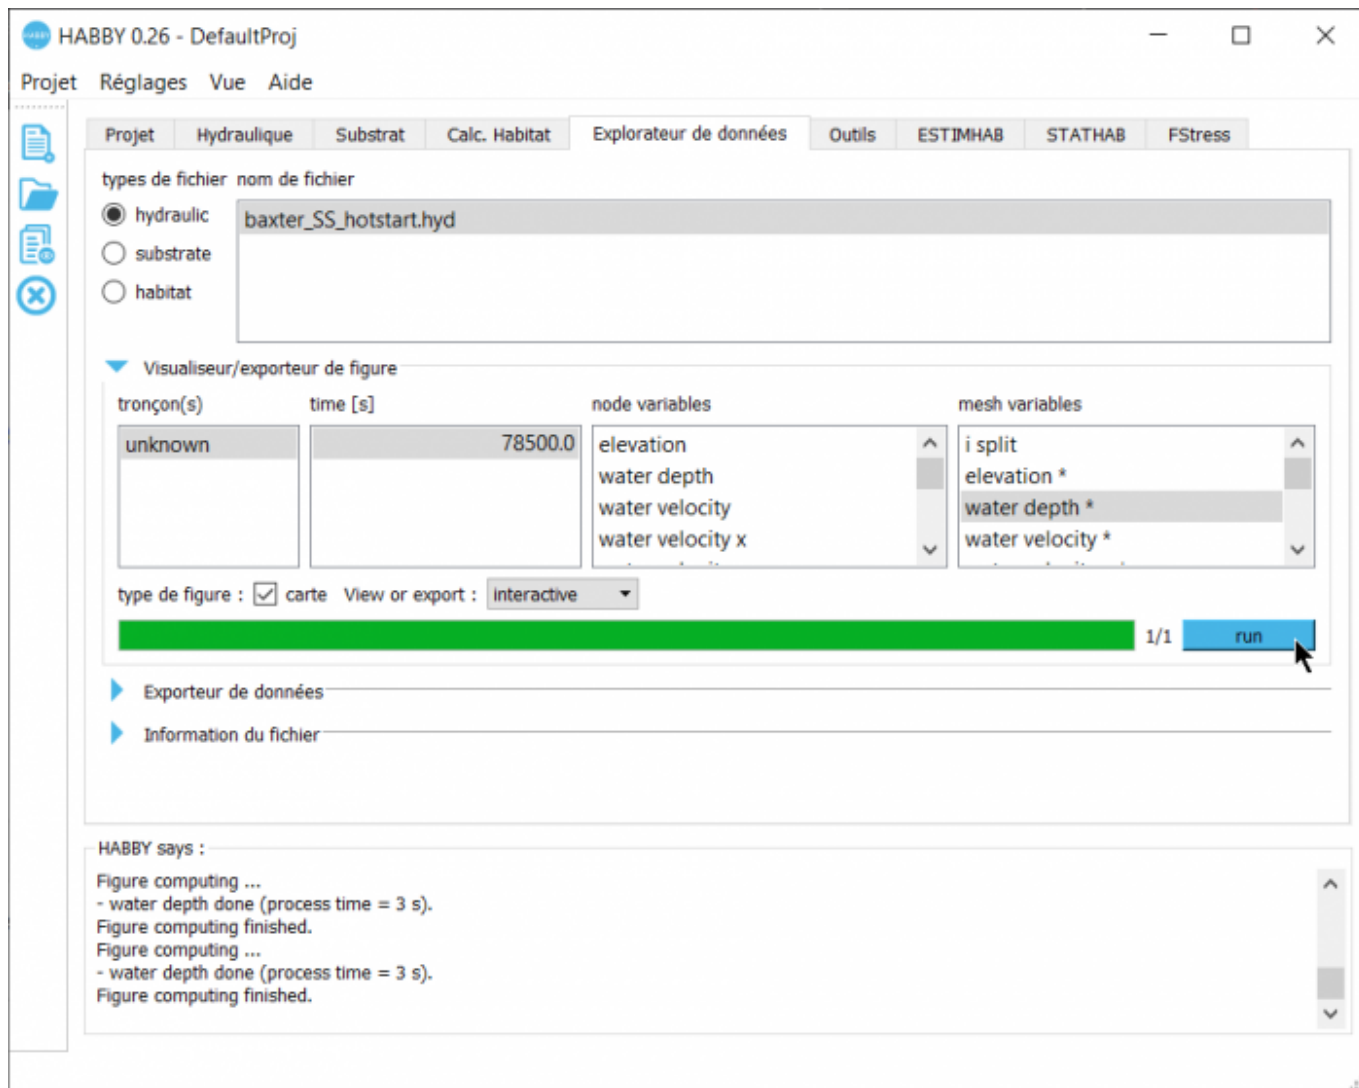 HABBY 0.26 - DefaultProj
Projet Réglages Vue Aide
Projet Hydraulique Substrat Calc. Habitat Explorateur de données Outils ESTIMHAB STATHAB FStress
types de fichier nom de fichier
hydraulic baxter_SS_hotstart.hyd
substrate
habitat
Visualiseur/exporteur de figure
tronçon(s) time [s] node variables mesh variables
unknown 78500.0 elevation i split
water depth elevation *
water velocity water depth *
water velocity x water velocity *
type de figure : carte View or export : interactive
1/1 run
Exporteur de données
Information du fichier
HABBY says :
Figure computing ...
- water depth done (process time = 3 s).
Figure computing finished.
Figure computing ...
- water depth done (process time = 3 s).
Figure computing finished.